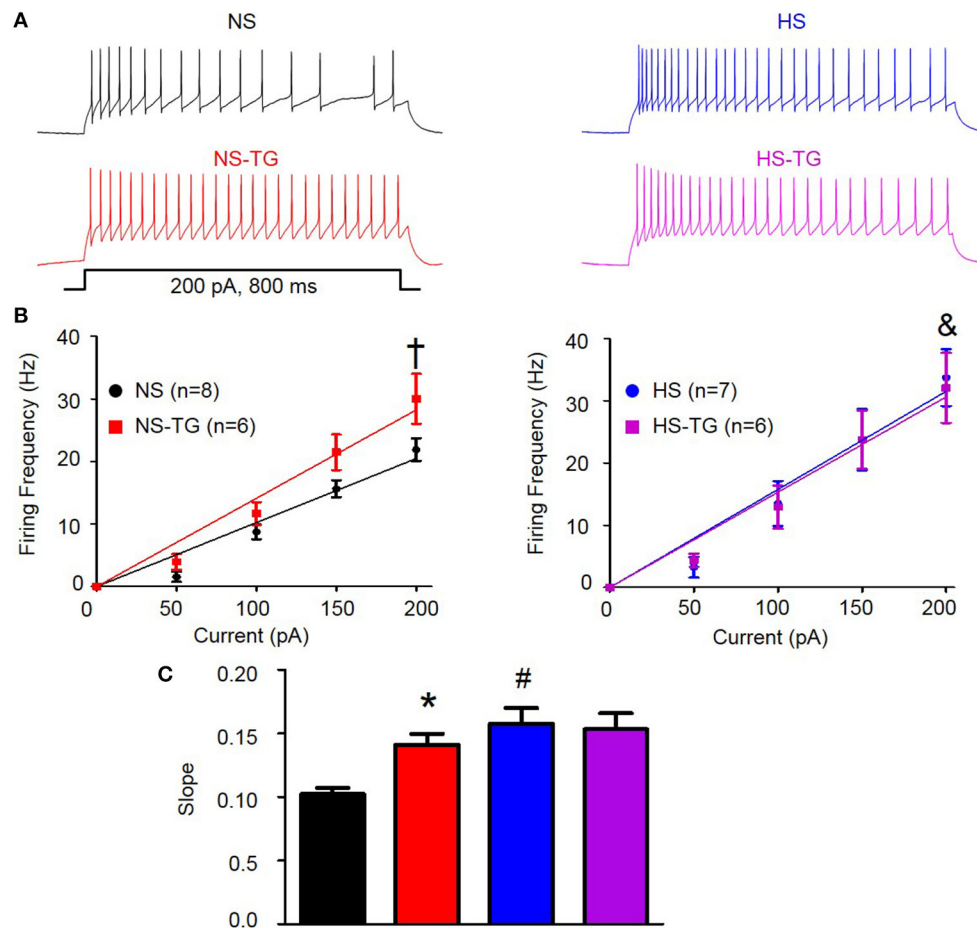 A
NS
HS
NS-TG
HS-TG
200 pA, 800 ms
B
40
30
20
10
0
Firing Frequency (Hz)
†
NS (n=8)
NS-TG (n=6)
0 50 100 150 200
Current (pA)
40
30
20
10
0
Firing Frequency (Hz)
&
HS (n=7)
HS-TG (n=6)
0 50 100 150 200
Current (pA)
C
0.20
0.15
0.10
0.5
0.0
Slope
*
#